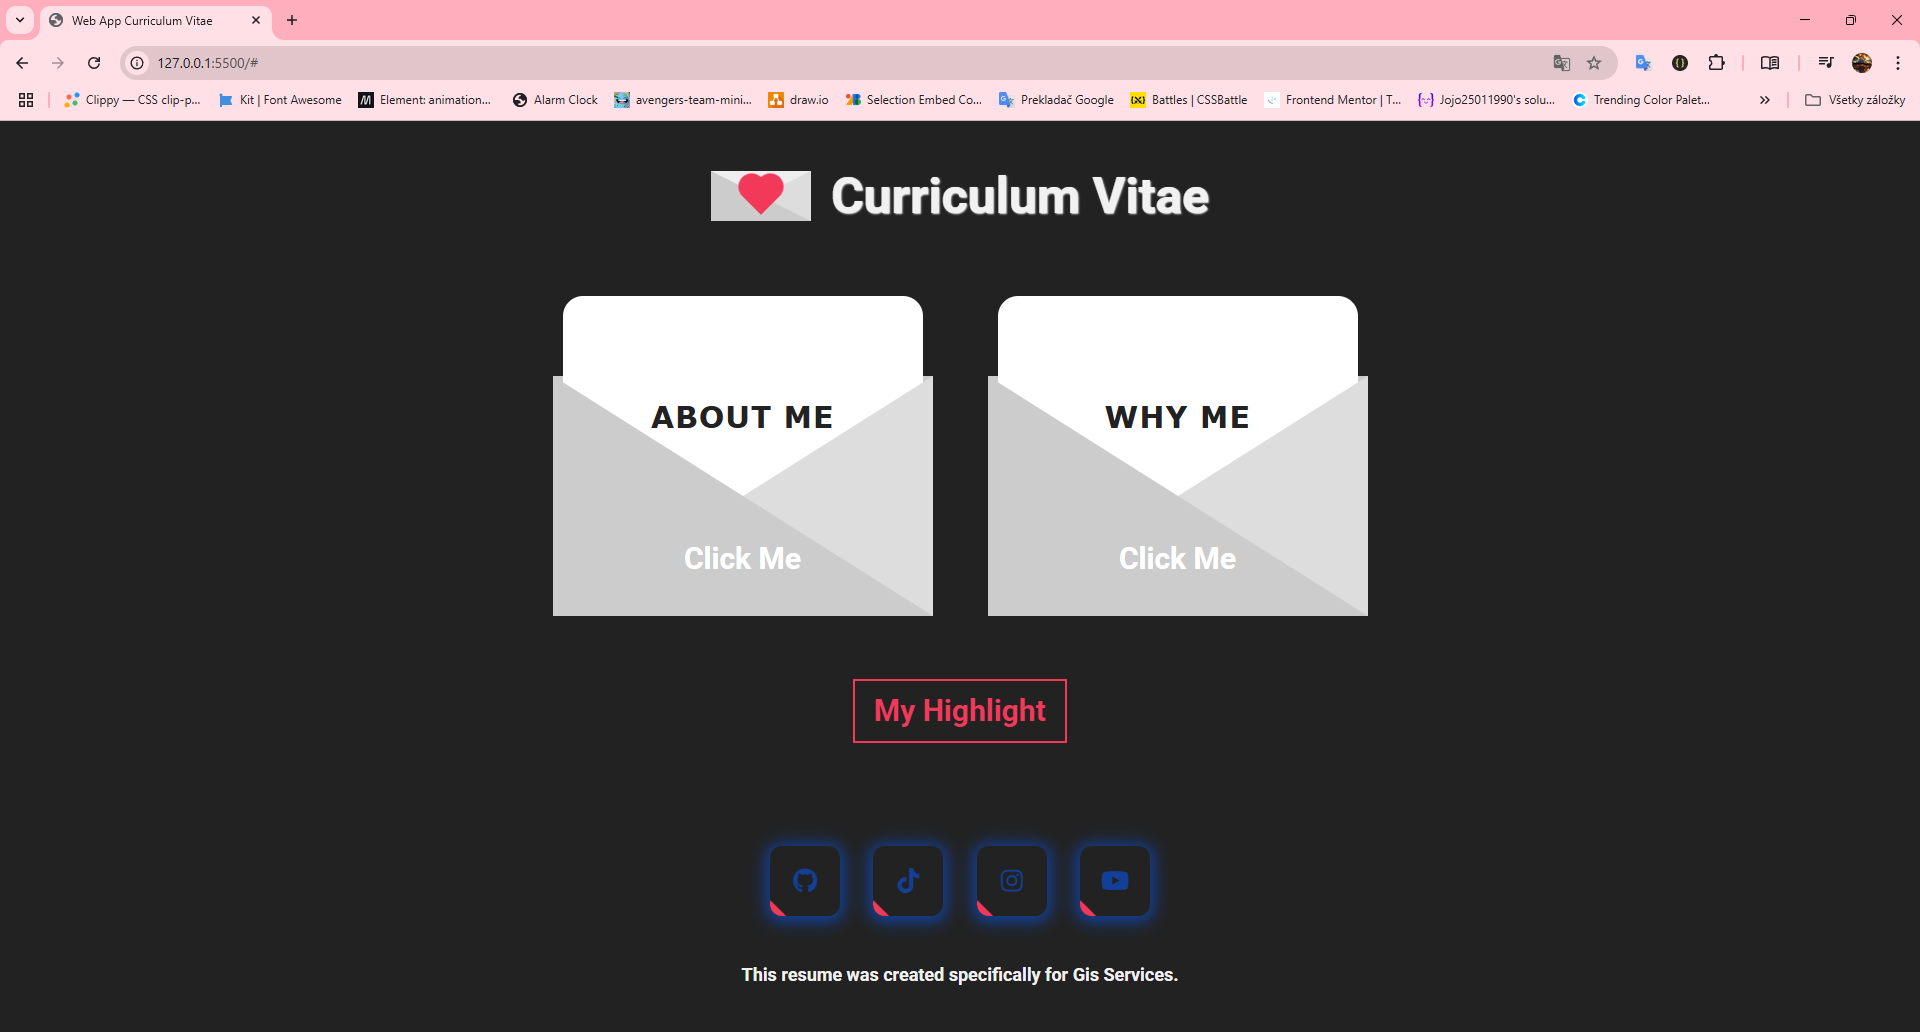 Web App Curriculum Vitae
127.0.0.1:5500/#
Clippy — CSS clip-p... Kit | Font Awesome Element: animation... Alarm Clock avengers-team-mini... draw.io Selection Embed Co... Prekladač Google Battles | CSSBattle Frontend Mentor | T... Jojo25011990's solu... Trending Color Palet... Všetky záložky
Curriculum Vitae
ABOUT ME WHY ME
Click Me Click Me
My Highlight
This resume was created specifically for Gis Services.